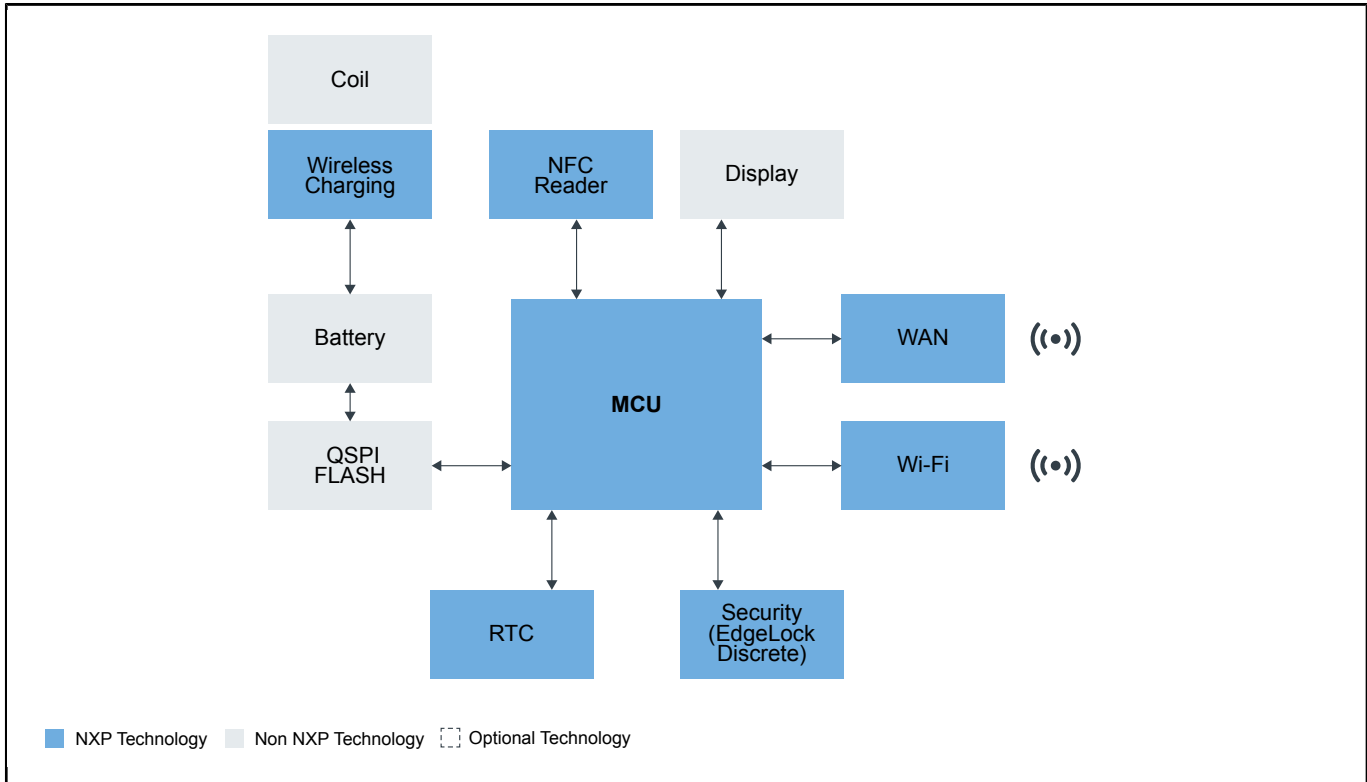 Coil
Wireless
Charging
NFC
Reader
Display
Battery
MCU
WAN
QSPI
FLASH
Wi-Fi
RTC
Security
(EdgeLock
Discrete)
NXP Technology
Non NXP Technology
Optional Technology